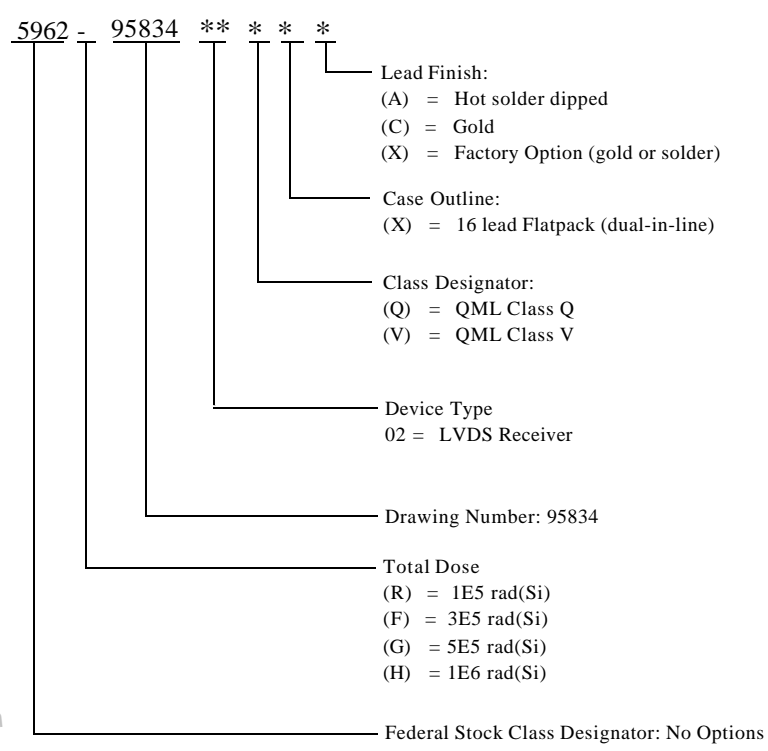 5962 - 95834 ** * * *
Lead Finish:
(A) = Hot solder dipped
(C) = Gold
(X) = Factory Option (gold or solder)
Case Outline:
(X) = 16 lead Flatpack (dual-in-line)
Class Designator:
(Q) = QML Class Q
(V) = QML Class V
Device Type
02 = LVDS Receiver
Drawing Number: 95834
Total Dose
(R) = 1E5 rad(Si)
(F) = 3E5 rad(Si)
(G) = 5E5 rad(Si)
(H) = 1E6 rad(Si)
Federal Stock Class Designator: No Options